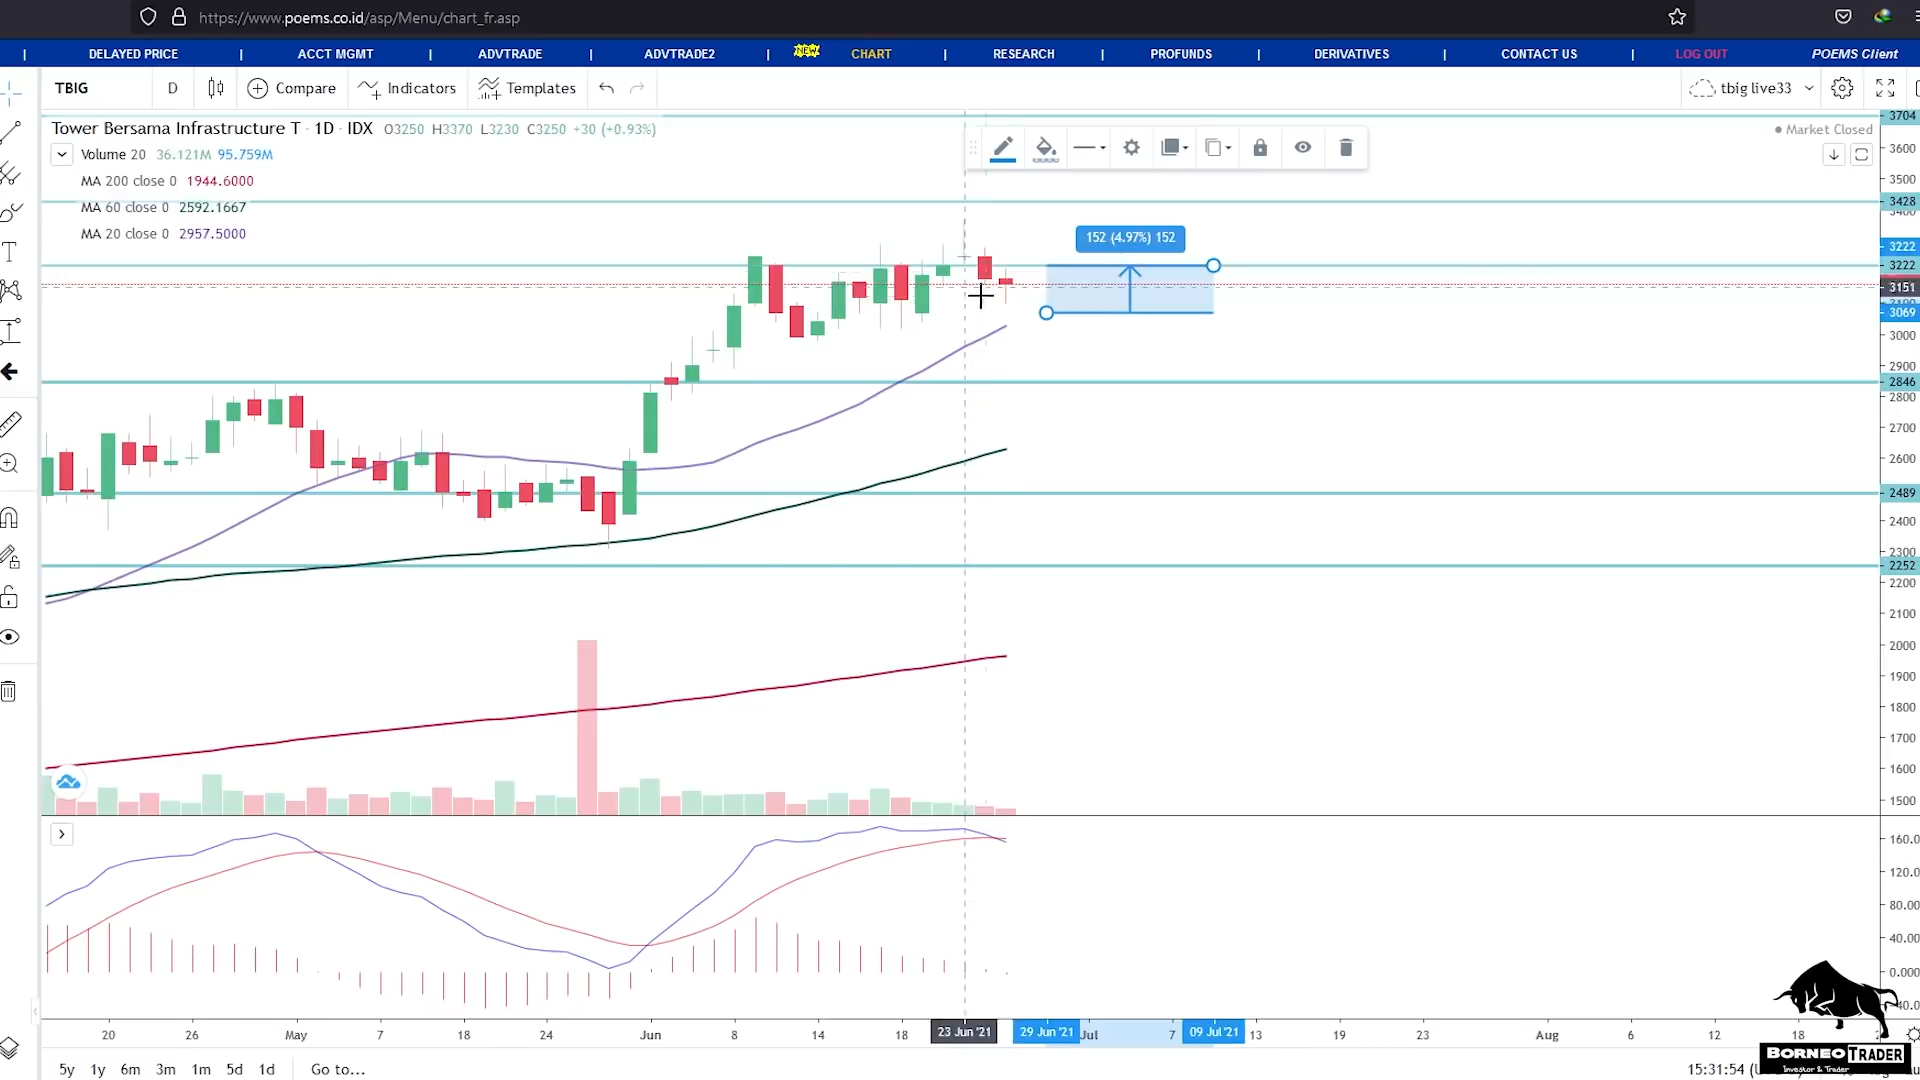 https://www.poems.co.id/asp/Menu/chart_fr.asp
| DELAYED PRICE | ACCT MGMT | ADVTRADE | ADVTRADE2 | NEW CHART | RESEARCH | PROFUNDS | DERIVATIVES | CONTACT US | LOG OUT POEMS Client
TBIG D Compare Indicators Templates tbig live33
Tower Bersama Infrastructure T · 1D · IDX O3250 H3370 L3230 C3250 +30 (+0.93%)
Market Closed
Volume 20 36.121M 95.759M
MA 200 close 0 1944.6000
MA 60 close 0 2592.1667
MA 20 close 0 2957.5000
152 (4.97%) 152
3704
3600
3500
3428
3400
3222
3222
3151
3069
3000
2900
2846
2800
2700
2600
2489
2400
2300
2252
2200
2100
2000
1900
1800
1700
1600
1500
160.0
120.0
80.00
40.00
0.000
20 26 May 7 18 24 Jun 8 14 18 23 Jun '21 29 Jun '21 Jul 7 09 Jul '21 13 19 23 Aug 6 12 18
5y 1y 6m 3m 1m 5d 1d Go to...
15:31:54
BORNEO TRADER
Investor & Trader